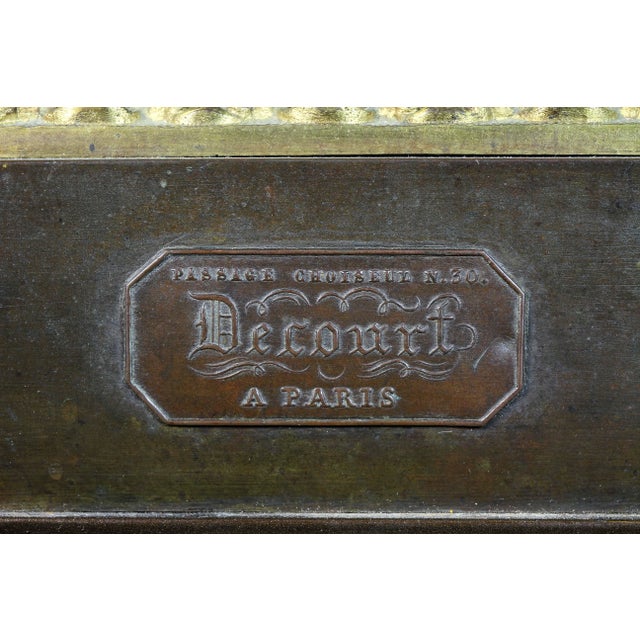 PASSAGE CHOISEUL N.30.
Decourt
A PARIS